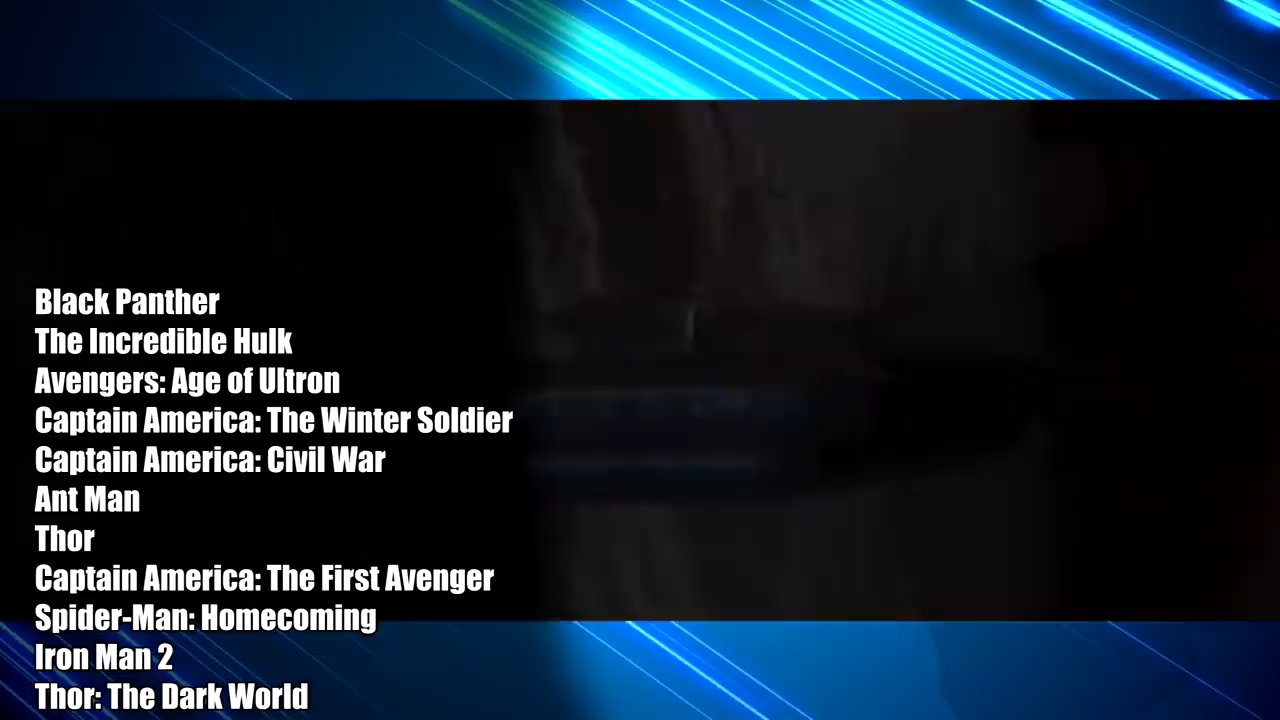 Black Panther
The Incredible Hulk
Avengers: Age of Ultron
Captain America: The Winter Soldier
Captain America: Civil War
Ant Man
Thor
Captain America: The First Avenger
Spider-Man: Homecoming
Iron Man 2
Thor: The Dark World